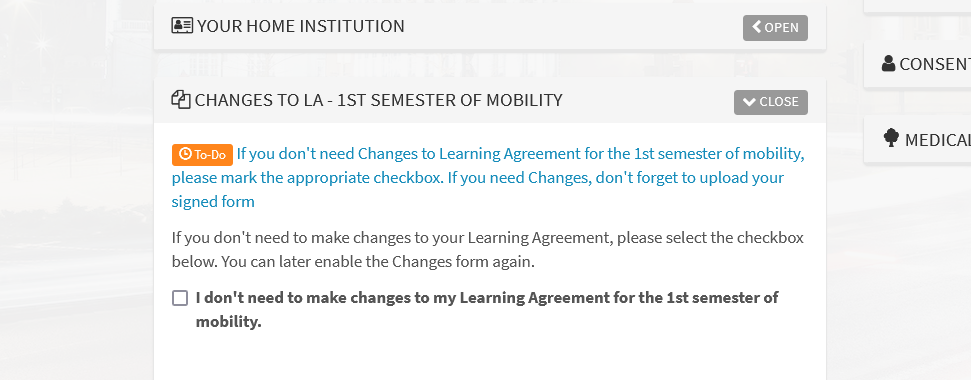 YOUR HOME INSTITUTION
OPEN
CHANGES TO LA - 1ST SEMESTER OF MOBILITY
CLOSE
To-Do If you don't need Changes to Learning Agreement for the 1st semester of mobility,
please mark the appropriate checkbox. If you need Changes, don't forget to upload your
signed form
If you don't need to make changes to your Learning Agreement, please select the checkbox
below. You can later enable the Changes form again.
I don't need to make changes to my Learning Agreement for the 1st semester of
mobility.
CONSENT
MEDICAL